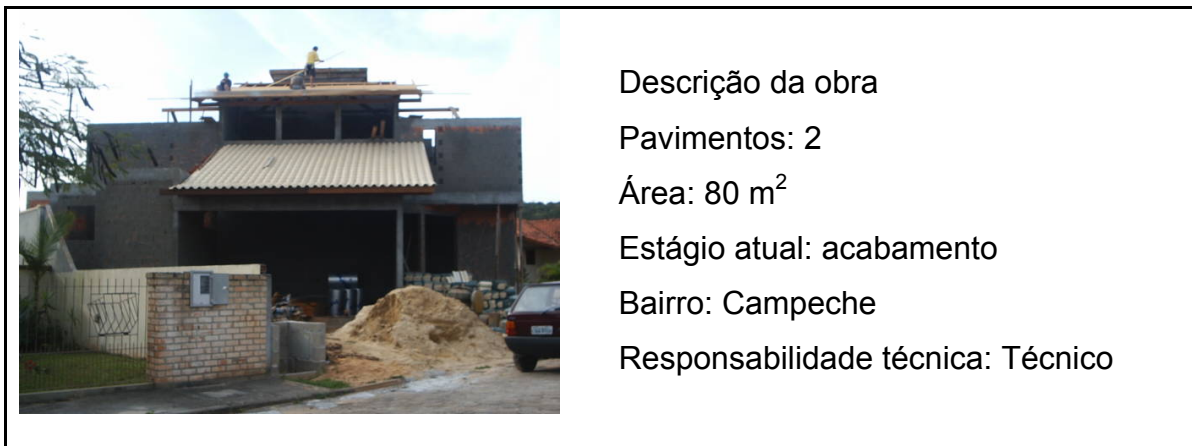 Descrição da obra
Pavimentos: 2
Área: 80 m²
Estágio atual: acabamento
Bairro: Campeche
Responsabilidade técnica: Técnico